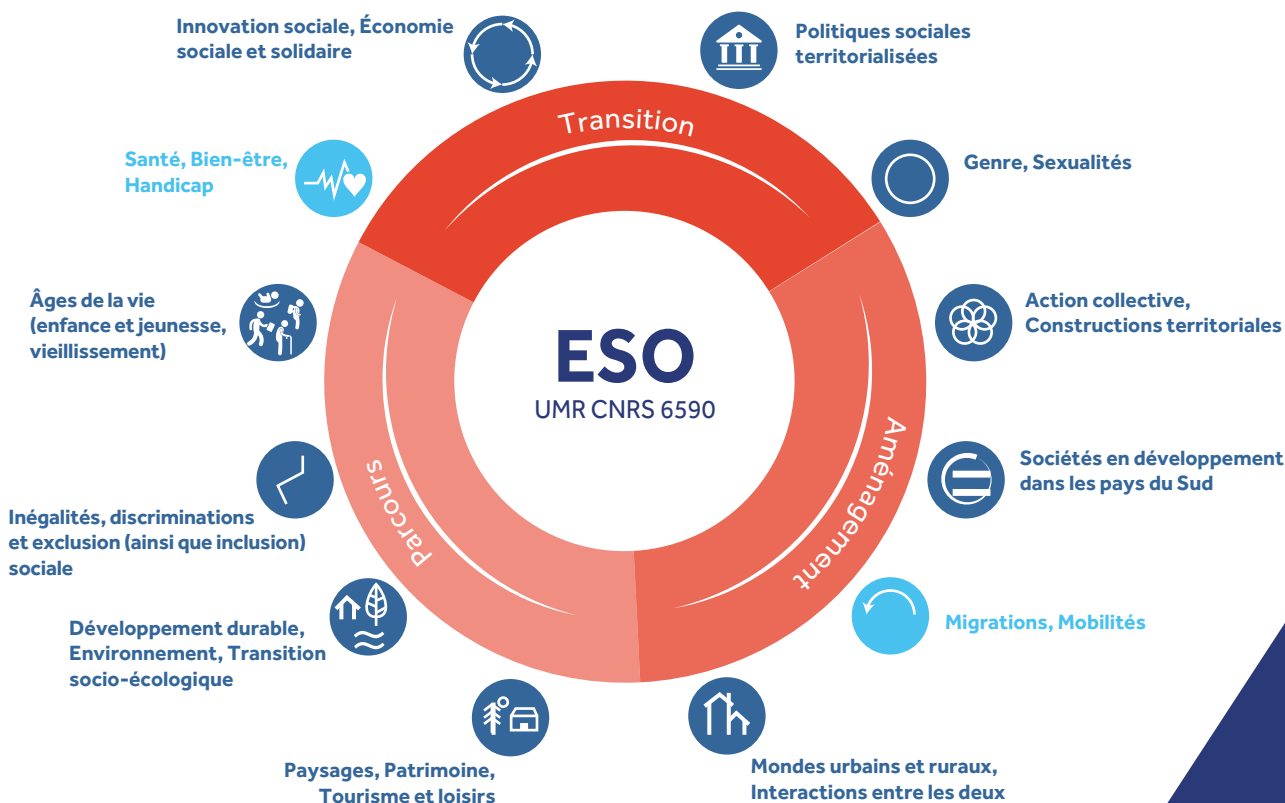 Innovation sociale, Économie
sociale et solidaire
Politiques sociales
territorialisées
Transition
Santé, Bien-être,
Handicap
Genre, Sexualités
Âges de la vie
(enfance et jeunesse,
vieillissement)
Action collective,
Constructions territoriales
ESO
UMR CNRS 6590
Parcours
Aménagement
Sociétés en développement
dans les pays du Sud
Inégalités, discriminations
et exclusion (ainsi que inclusion)
sociale
Migrations, Mobilités
Développement durable,
Environnement, Transition
socio-écologique
Paysages, Patrimoine,
Tourisme et loisirs
Mondes urbains et ruraux,
Interactions entre les deux